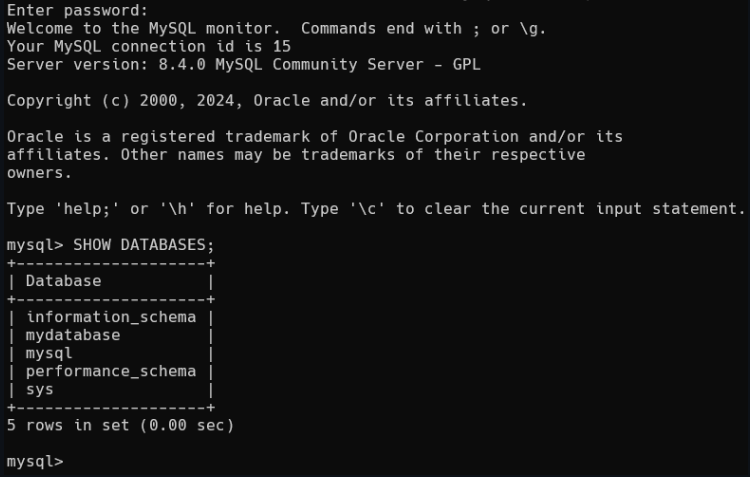 Enter password:
Welcome to the MySQL monitor.  Commands end with ; or \g.
Your MySQL connection id is 15
Server version: 8.4.0 MySQL Community Server - GPL
Copyright (c) 2000, 2024, Oracle and/or its affiliates.
Oracle is a registered trademark of Oracle Corporation and/or its
affiliates. Other names may be trademarks of their respective
owners.
Type 'help;' or '\h' for help. Type '\c' to clear the current input statement.
mysql> SHOW DATABASES;
+--------------------+
| Database           |
+--------------------+
| information_schema |
| mydatabase         |
| mysql              |
| performance_schema |
| sys                |
+--------------------+
5 rows in set (0.00 sec)
mysql>